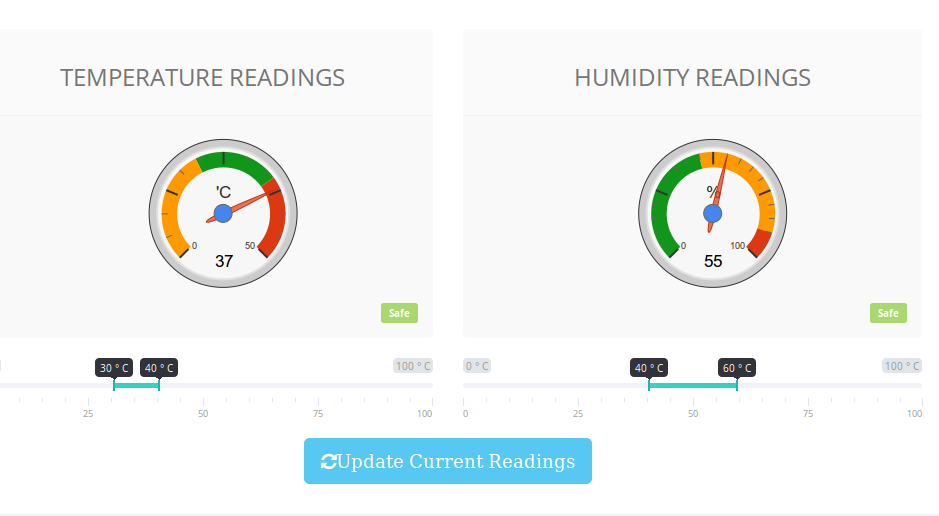 TEMPERATURE READINGS
'C
0
50
37
Safe
30 ° C
40 ° C
100 ° C
25
50
75
100
HUMIDITY READINGS
%
0
100
55
Safe
0 ° C
40 ° C
60 ° C
100 ° C
0
25
50
75
100
Update Current Readings